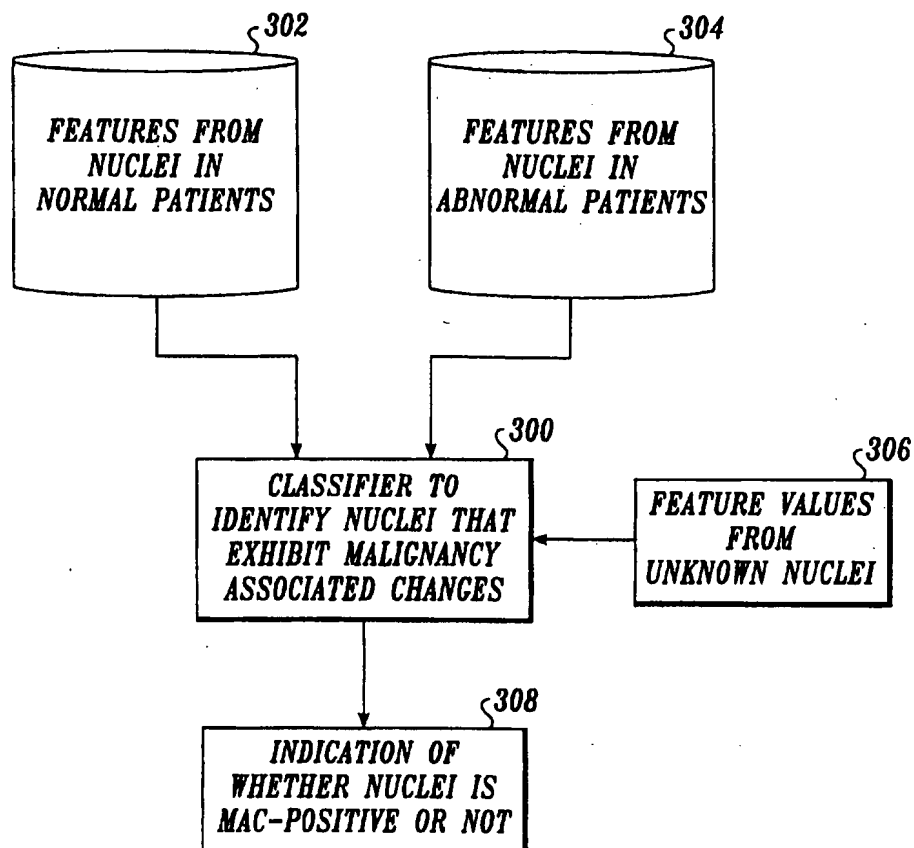 302
FEATURES FROM
NUCLEI IN
NORMAL PATIENTS
304
FEATURES FROM
NUCLEI IN
ABNORMAL PATIENTS
300
CLASSIFIER TO
IDENTIFY NUCLEI THAT
EXHIBIT MALIGNANCY
ASSOCIATED CHANGES
306
FEATURE VALUES
FROM
UNKNOWN NUCLEI
308
INDICATION OF
WHETHER NUCLEI IS
MAC-POSITIVE OR NOT